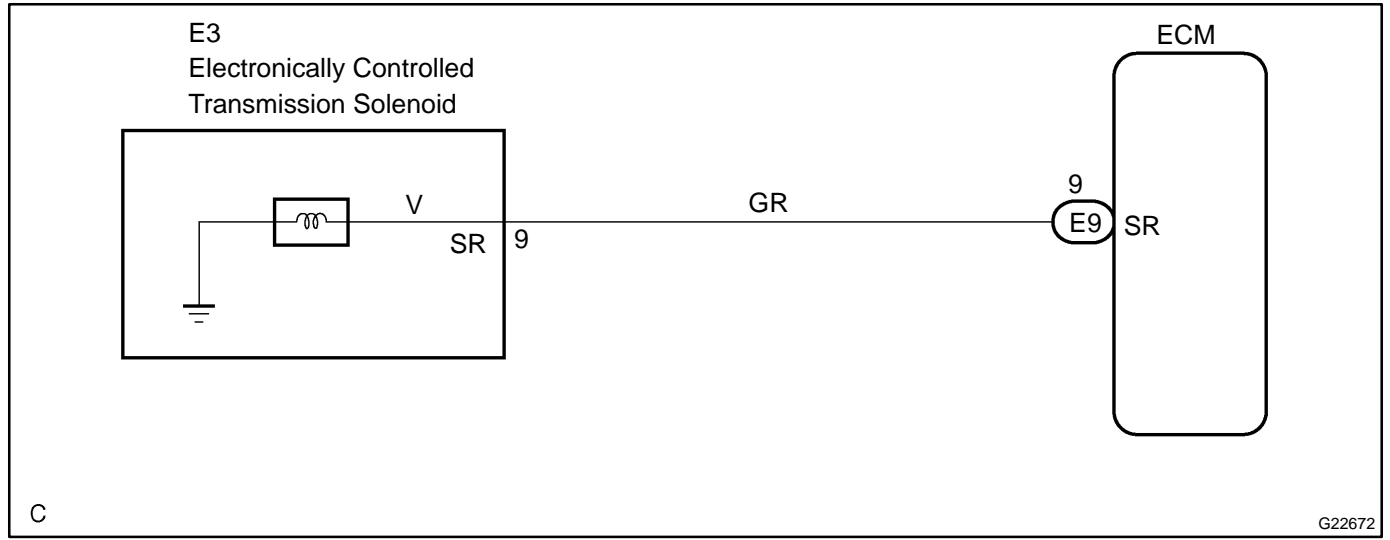 E3
Electronically Controlled
Transmission Solenoid
ECM
V
SR
9
GR
9
E9
SR
C
G22672